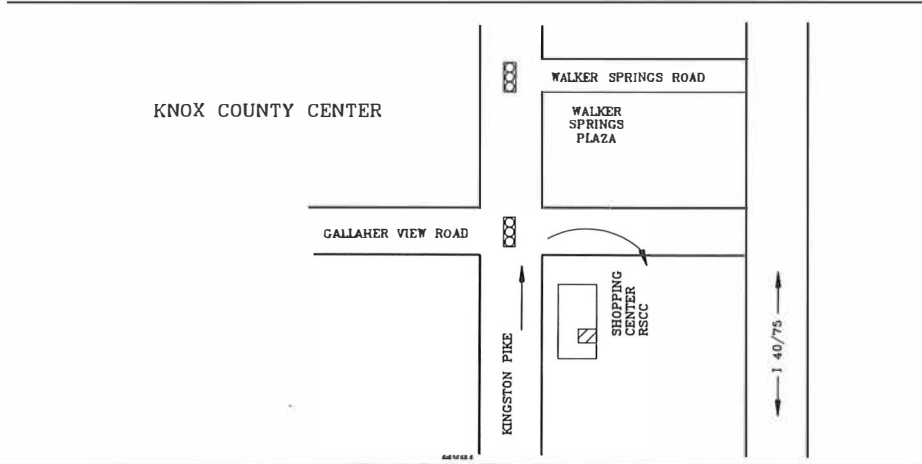 WALKER SPRINGS ROAD
KNOX COUNTY CENTER
WALKER
SPRINGS
PLAZA
GALLAHER VIEW ROAD
SHOPPING
CENTER
RSCC
KINGSTON PIKE
I 40/75